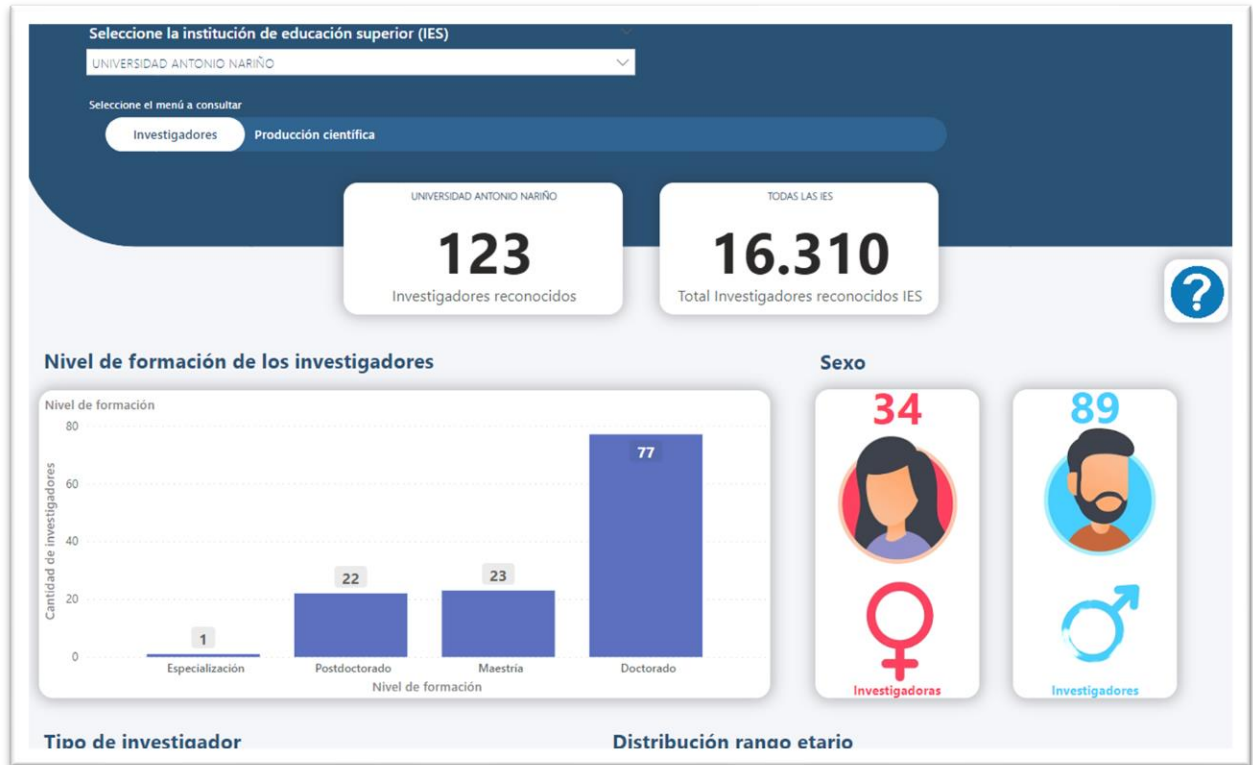 Seleccione la institución de educación superior (IES)
UNIVERSIDAD ANTONIO NARIÑO
Seleccione el menú a consultar
Investigadores Producción científica
UNIVERSIDAD ANTONIO NARIÑO
123
Investigadores reconocidos
TODAS LAS IES
16.310
Total Investigadores reconocidos IES
?
Nivel de formación de los investigadores
Nivel de formación
Cantidad de investigadores
80
60
40
20
0
1
22
23
77
Especialización Postdoctorado Maestría Doctorado
Nivel de formación
Sexo
34
Investigadoras
89
Investigadores
Tipo de investigador
Distribución rango etario